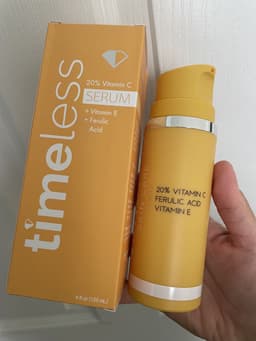 timeless
20% Vitamin C
SERUM
+ Vitamin E
+ Ferulic
Acid
20% VITAMIN C
FERULIC ACID
VITAMIN E